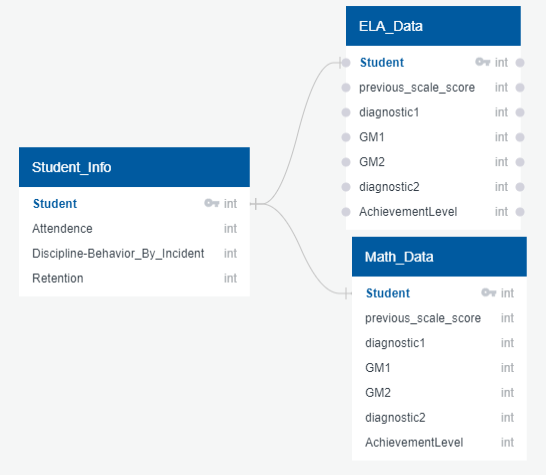 ELA_Data
Student int
previous_scale_score int
diagnostic1 int
GM1 int
GM2 int
diagnostic2 int
AchievementLevel int
Student_Info
Student int
Attendence int
Discipline-Behavior_By_Incident int
Retention int
Math_Data
Student int
previous_scale_score int
diagnostic1 int
GM1 int
GM2 int
diagnostic2 int
AchievementLevel int